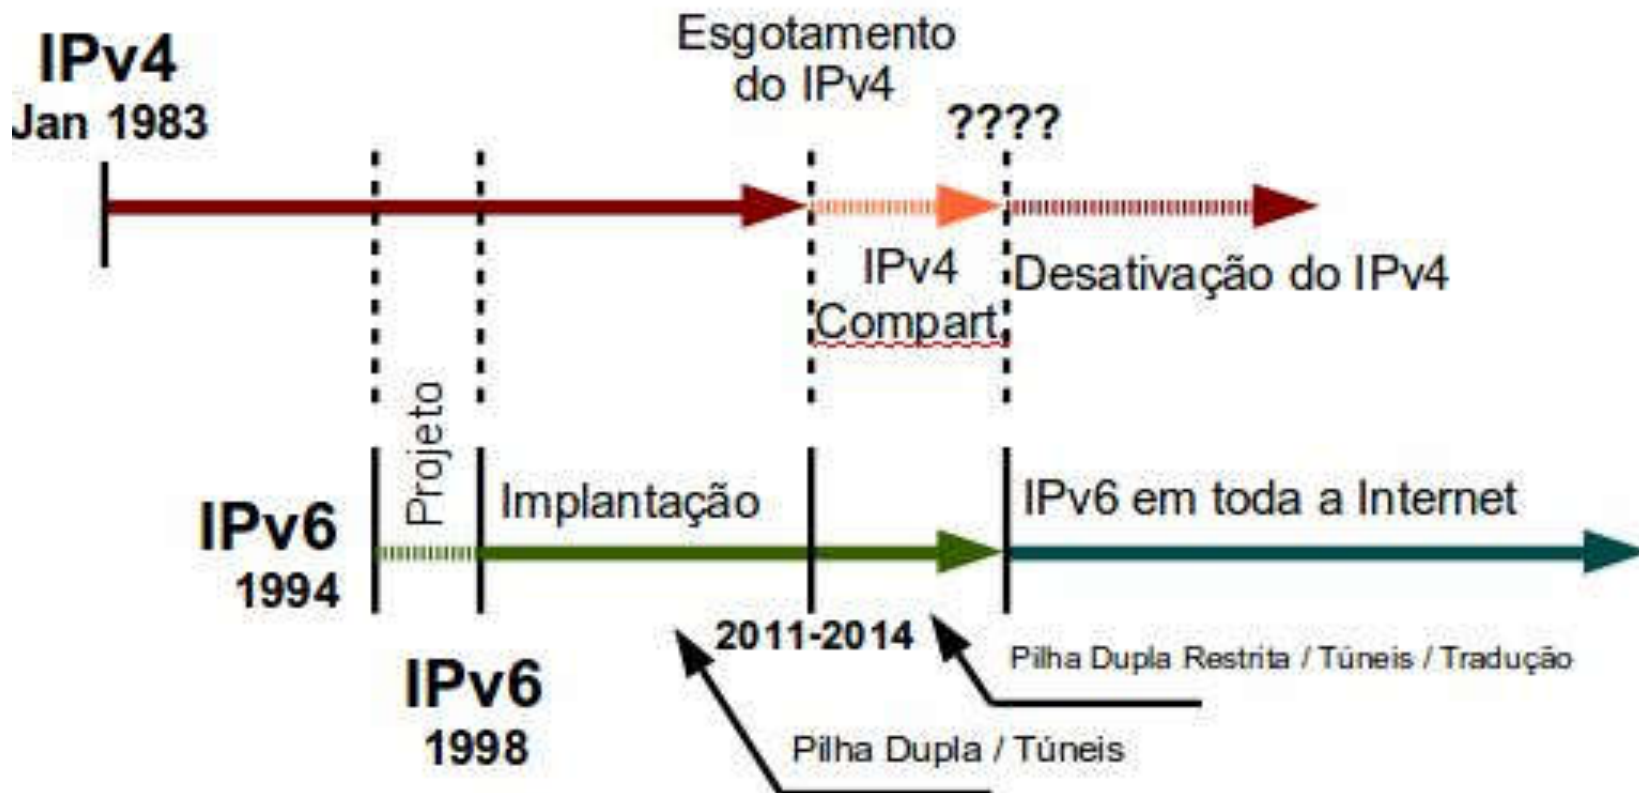 IPv4
Jan 1983
Esgotamento
do IPv4
????
IPv4
Compart.
Desativação do IPv4
Projeto
IPv6
1994
Implantação
IPv6 em toda a Internet
2011-2014
Pilha Dupla Restrita / Túneis / Tradução
IPv6
1998
Pilha Dupla / Túneis